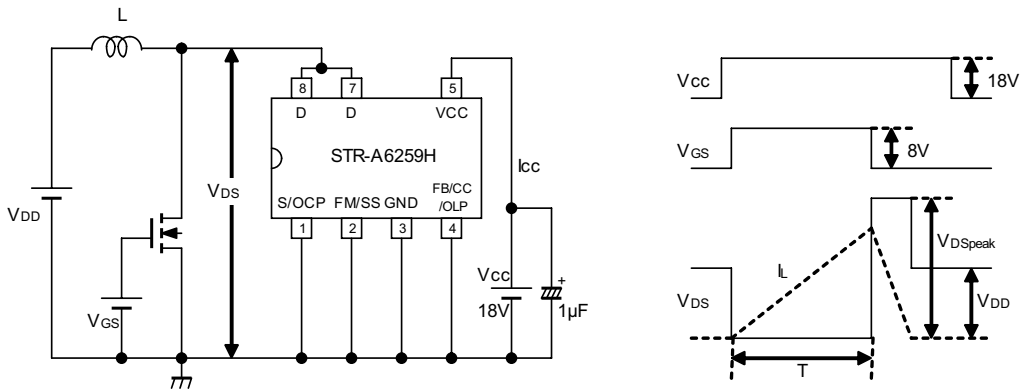 L
8
7
5
D
D
VCC
STR-A6259H
Icc
VDS
VDD
S/OCP
FM/SS
GND
FB/CC
/OLP
1
2
3
4
VGS
Vcc
18V
+
1µF
Vcc
18V
VGS
8V
VDS
IL
VDSpeak
VDD
T